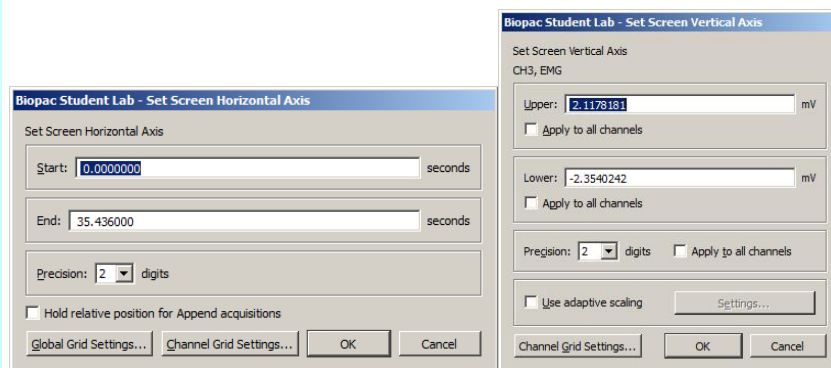 Biopac Student Lab - Set Screen Horizontal Axis
Set Screen Horizontal Axis
Start: 0.0000000 seconds
End: 35.436000 seconds
Precision: 2 digits
Hold relative position for Append acquisitions
Global Grid Settings... Channel Grid Settings... OK Cancel
Biopac Student Lab - Set Screen Vertical Axis
Set Screen Vertical Axis
CH3, EMG
Upper: 2.1178181 mV
Apply to all channels
Lower: -2.3540242 mV
Apply to all channels
Precision: 2 digits Apply to all channels
Use adaptive scaling Settings...
Channel Grid Settings... OK Cancel